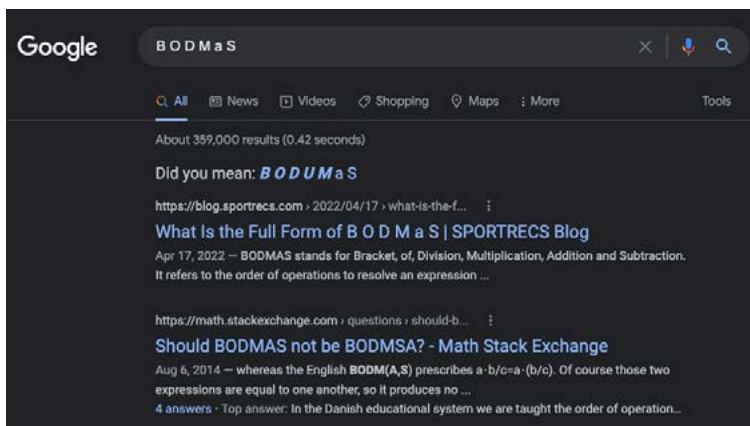 Google
B O D M a S
All News Videos Shopping Maps More Tools
About 359,000 results (0.42 seconds)
Did you mean: B O D U M a S
https://blog.sportrecs.com › 2022/04/17 › what-is-the-f...
What Is the Full Form of B O D M a S | SPORTRECS Blog
Apr 17, 2022 — BODMAS stands for Bracket, of, Division, Multiplication, Addition and Subtraction.
It refers to the order of operations to resolve an expression ...
https://math.stackexchange.com › questions › should-b...
Should BODMAS not be BODMSA? - Math Stack Exchange
Aug 6, 2014 — whereas the English BODM(A,S) prescribes a·b/c=a·(b/c). Of course those two
expressions are equal to one another, so it produces no ...
4 answers · Top answer: In the Danish educational system we are taught the order of operation...